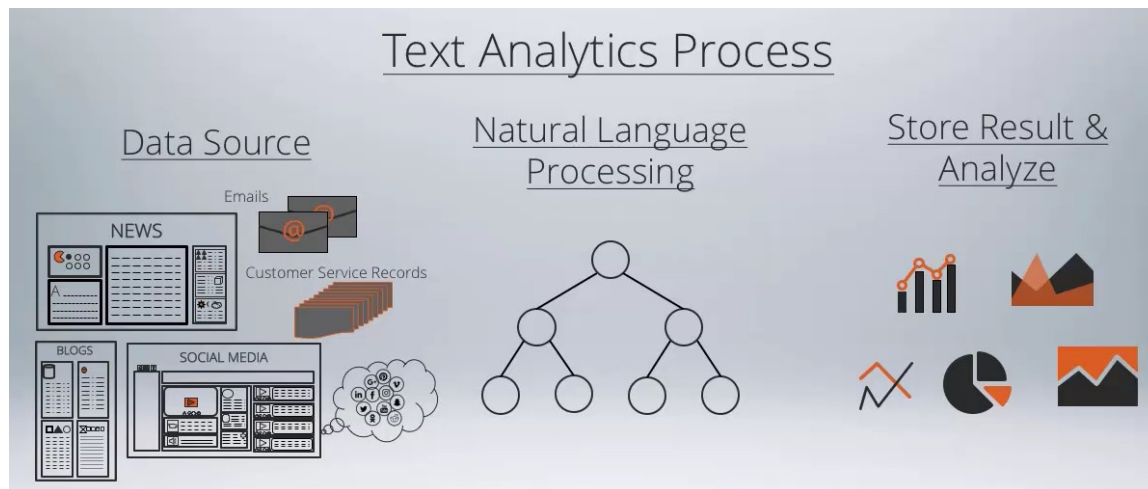 Text Analytics Process
Data Source
Emails
NEWS
A
Customer Service Records
BLOGS
SOCIAL MEDIA
Natural Language
Processing
Store Result &
Analyze